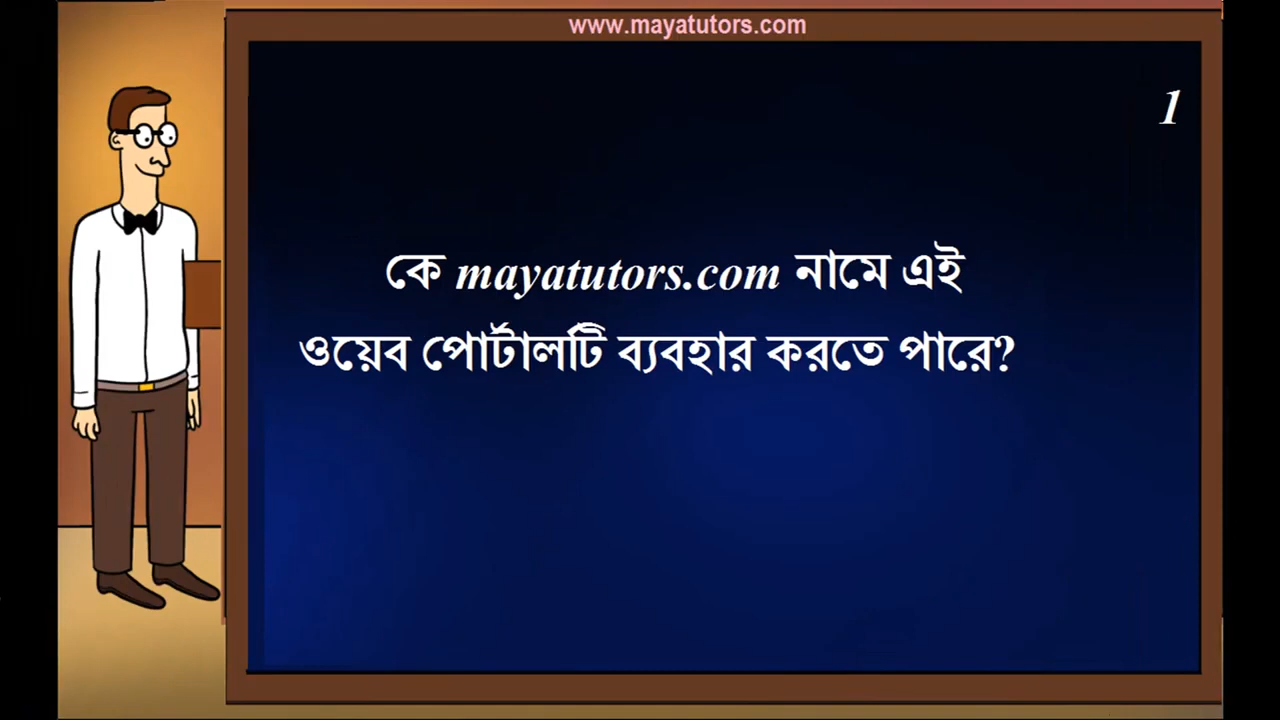 www.mayatutors.com
1
কে mayatutors.com নামে এই
ওয়েব পোর্টালটি ব্যবহার করতে পারে?